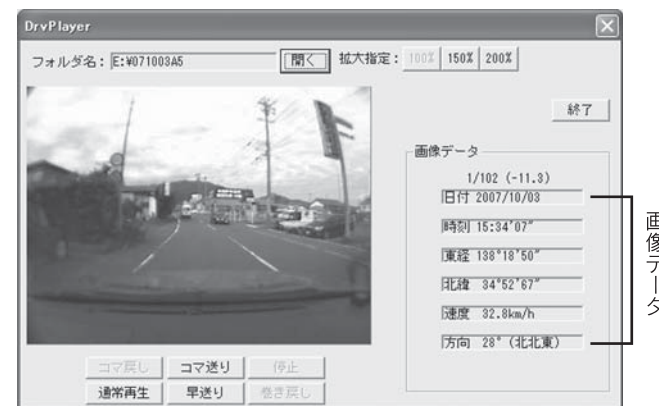 DrvPlayer
フォルダ名： E:¥071003A5 開く 拡大指定： 100% 150% 200%
終了
画像データ
1/102 (-11.3)
日付 2007/10/03
時刻 15:34'07"
東経 138°18'50"
北緯 34°52'67"
速度 32.8km/h
方向 28° (北北東)
画像データ
コマ戻し コマ送り 停止
通常再生 早送り 巻き戻し